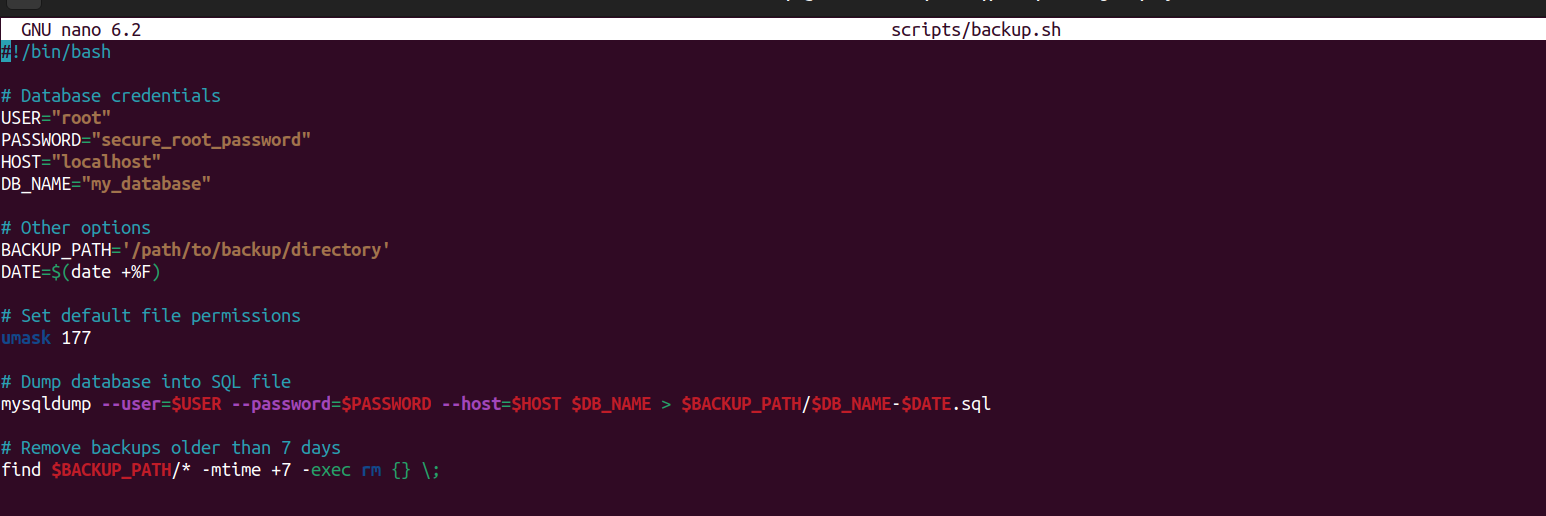 GNU nano 6.2 scripts/backup.sh
#!/bin/bash
# Database credentials
USER="root"
PASSWORD="secure_root_password"
HOST="localhost"
DB_NAME="my_database"
# Other options
BACKUP_PATH='/path/to/backup/directory'
DATE=$(date +%F)
# Set default file permissions
umask 177
# Dump database into SQL file
mysqldump --user=$USER --password=$PASSWORD --host=$HOST $DB_NAME > $BACKUP_PATH/$DB_NAME-$DATE.sql
# Remove backups older than 7 days
find $BACKUP_PATH/* -mtime +7 -exec rm {} \;